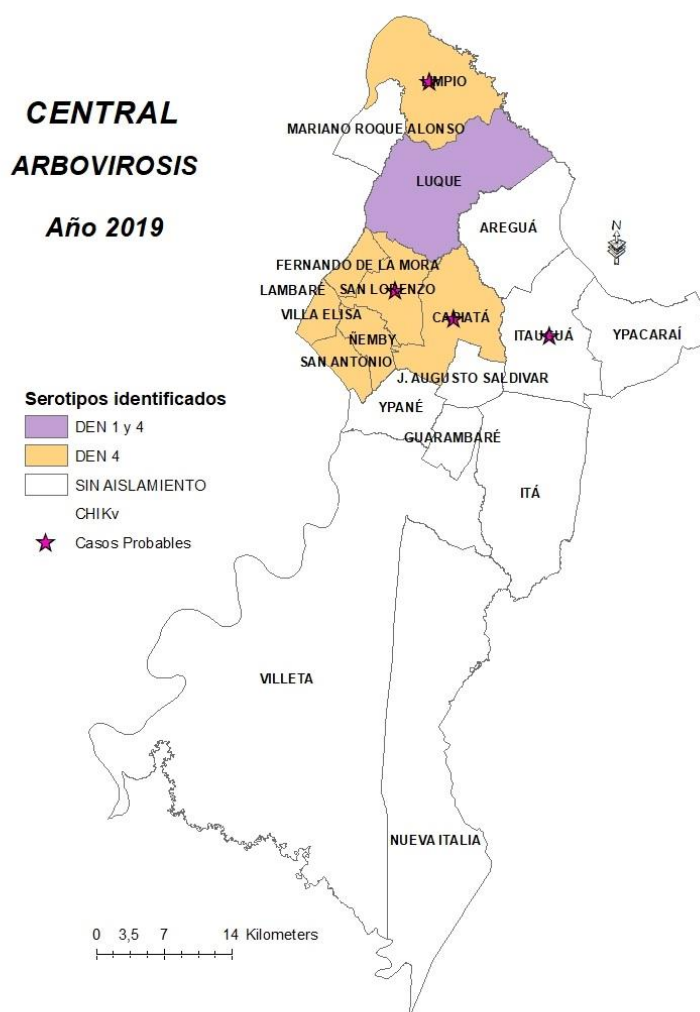 CENTRAL
ARBOVIROSIS
Año 2019
LIMPIO
MARIANO ROQUE ALONSO
LUQUE
AREGUÁ
N
FERNANDO DE LA MORA
LAMBARÉ
SAN LORENZO
VILLA ELISA
CAPIATÁ
ÑEMBY
ITAUGUÁ
YPACARAÍ
SAN ANTONIO
J. AUGUSTO SALDIVAR
YPANÉ
GUARAMBARÉ
ITÁ
Serotipos identificados
DEN 1 y 4
DEN 4
SIN AISLAMIENTO
CHIKv
Casos Probables
VILLETA
NUEVA ITALIA
0 3,5 7 14 Kilometers